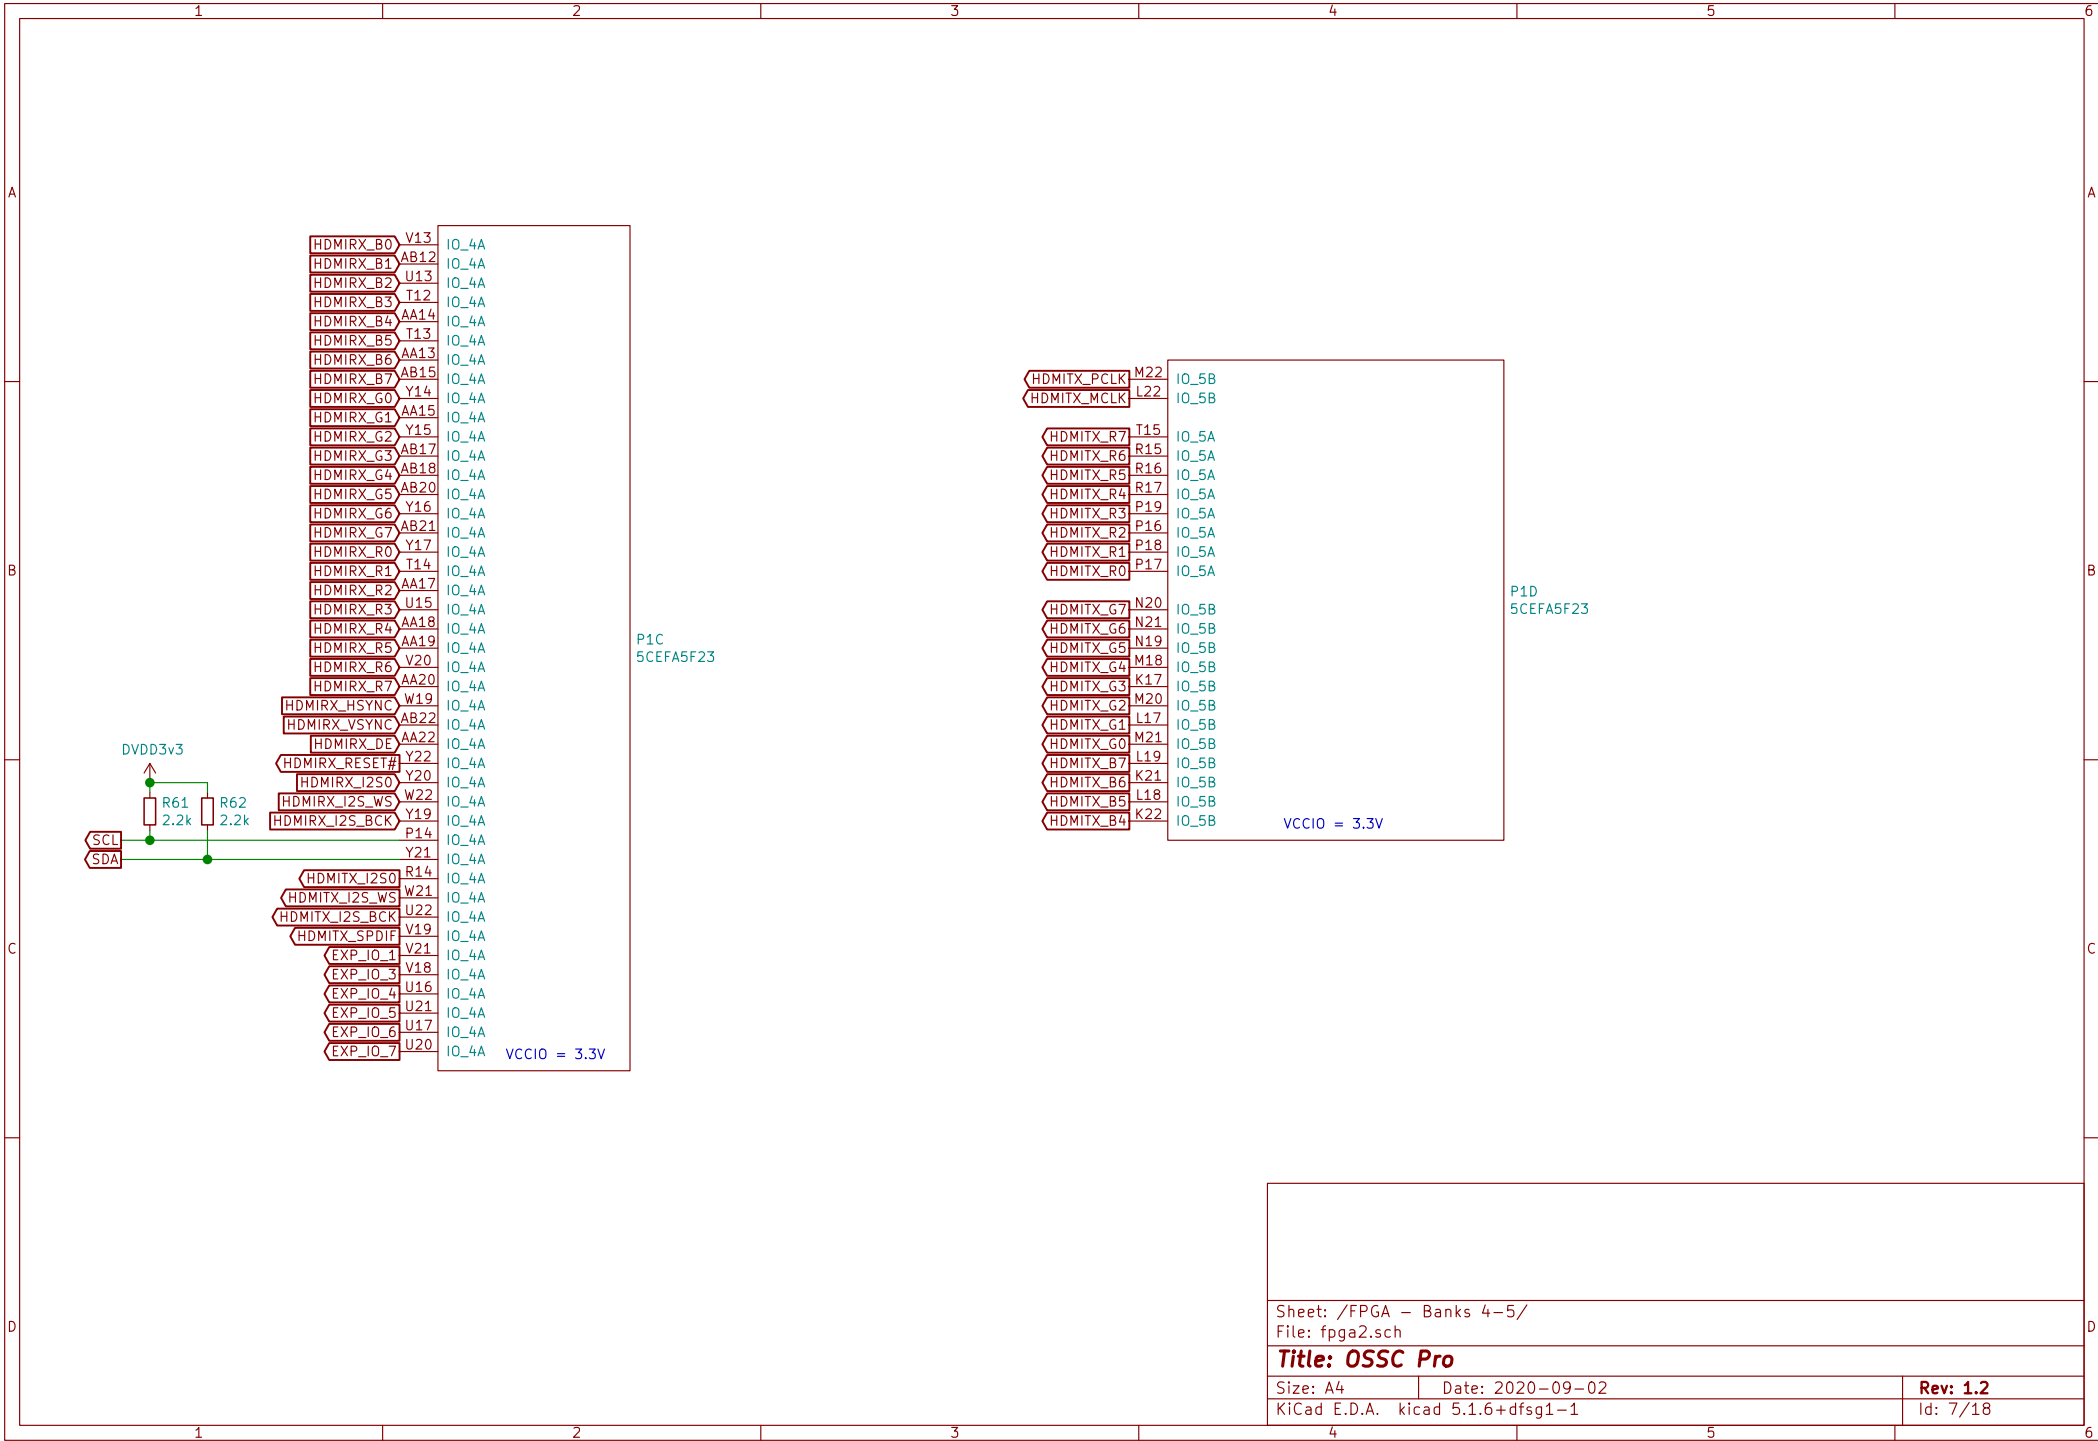 1 2 3 4 5 6
A A
HDMIRX_B0 V13 IO_4A
HDMIRX_B1 AB12 IO_4A
HDMIRX_B2 U13 IO_4A
HDMIRX_B3 T12 IO_4A
HDMIRX_B4 AA14 IO_4A
HDMIRX_B5 T13 IO_4A
HDMIRX_B6 AA13 IO_4A
HDMIRX_B7 AB15 IO_4A
HDMIRX_G0 Y14 IO_4A
HDMIRX_G1 AA15 IO_4A
HDMIRX_G2 Y15 IO_4A
HDMIRX_G3 AB17 IO_4A
HDMIRX_G4 AB18 IO_4A
HDMIRX_G5 AB20 IO_4A
HDMIRX_G6 Y16 IO_4A
HDMIRX_G7 AB21 IO_4A
HDMIRX_R0 Y17 IO_4A
HDMIRX_R1 T14 IO_4A
HDMIRX_R2 AA17 IO_4A
HDMIRX_R3 U15 IO_4A
HDMIRX_R4 AA18 IO_4A
HDMIRX_R5 AA19 IO_4A
HDMIRX_R6 V20 IO_4A
HDMIRX_R7 AA20 IO_4A
HDMIRX_HSYNC W19 IO_4A
HDMIRX_VSYNC AB22 IO_4A
HDMIRX_DE AA22 IO_4A
HDMIRX_RESET# Y22 IO_4A
HDMIRX_I2S0 Y20 IO_4A
HDMIRX_I2S_WS W22 IO_4A
HDMIRX_I2S_BCK Y19 IO_4A
SCL P14 IO_4A
SDA Y21 IO_4A
HDMITX_I2S0 R14 IO_4A
HDMITX_I2S_WS W21 IO_4A
HDMITX_I2S_BCK U22 IO_4A
HDMITX_SPDIF V19 IO_4A
EXP_IO_1 V21 IO_4A
EXP_IO_3 V18 IO_4A
EXP_IO_4 U16 IO_4A
EXP_IO_5 U21 IO_4A
EXP_IO_6 U17 IO_4A
EXP_IO_7 U20 IO_4A
VCCIO = 3.3V
P1C
5CEFA5F23
DVDD3v3
R61
2.2k
R62
2.2k
HDMITX_PCLK M22 IO_5B
HDMITX_MCLK L22 IO_5B
HDMITX_R7 T15 IO_5A
HDMITX_R6 R15 IO_5A
HDMITX_R5 R16 IO_5A
HDMITX_R4 R17 IO_5A
HDMITX_R3 P19 IO_5A
HDMITX_R2 P16 IO_5A
HDMITX_R1 P18 IO_5A
HDMITX_R0 P17 IO_5A
HDMITX_G7 N20 IO_5B
HDMITX_G6 N21 IO_5B
HDMITX_G5 N19 IO_5B
HDMITX_G4 M18 IO_5B
HDMITX_G3 K17 IO_5B
HDMITX_G2 M20 IO_5B
HDMITX_G1 L17 IO_5B
HDMITX_G0 M21 IO_5B
HDMITX_B7 L19 IO_5B
HDMITX_B6 K21 IO_5B
HDMITX_B5 L18 IO_5B
HDMITX_B4 K22 IO_5B
VCCIO = 3.3V
P1D
5CEFA5F23
B B
C C
D D
Sheet: /FPGA - Banks 4-5/
File: fpga2.sch
Title: OSSC Pro
Size: A4 Date: 2020-09-02 Rev: 1.2
KiCad E.D.A. kicad 5.1.6+dfsg1-1 Id: 7/18
1 2 3 4 5 6